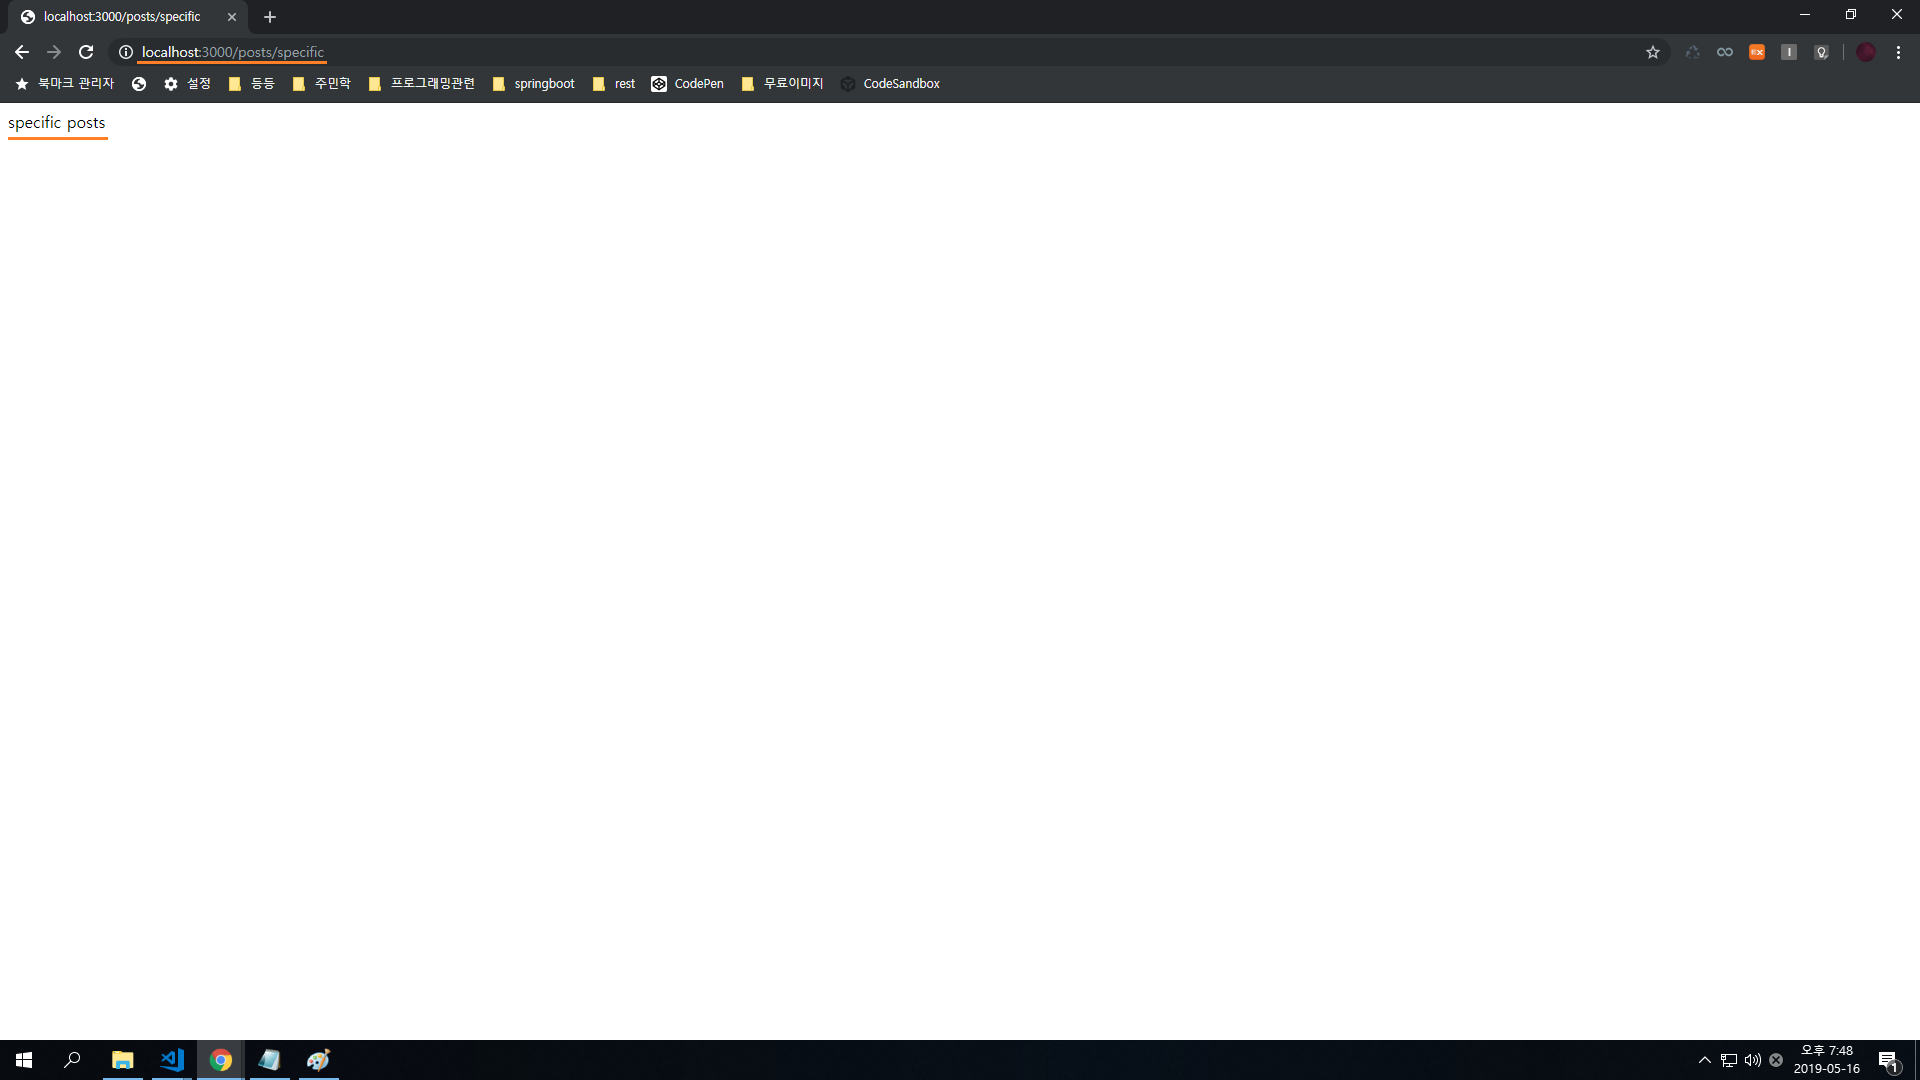 localhost:3000/posts/specific
localhost:3000/posts/specific
북마크 관리자 설정 등등 주민학 프로그래밍관련 springboot rest CodePen 무료이미지 CodeSandbox
specific posts
오후 7:48
2019-05-16
1